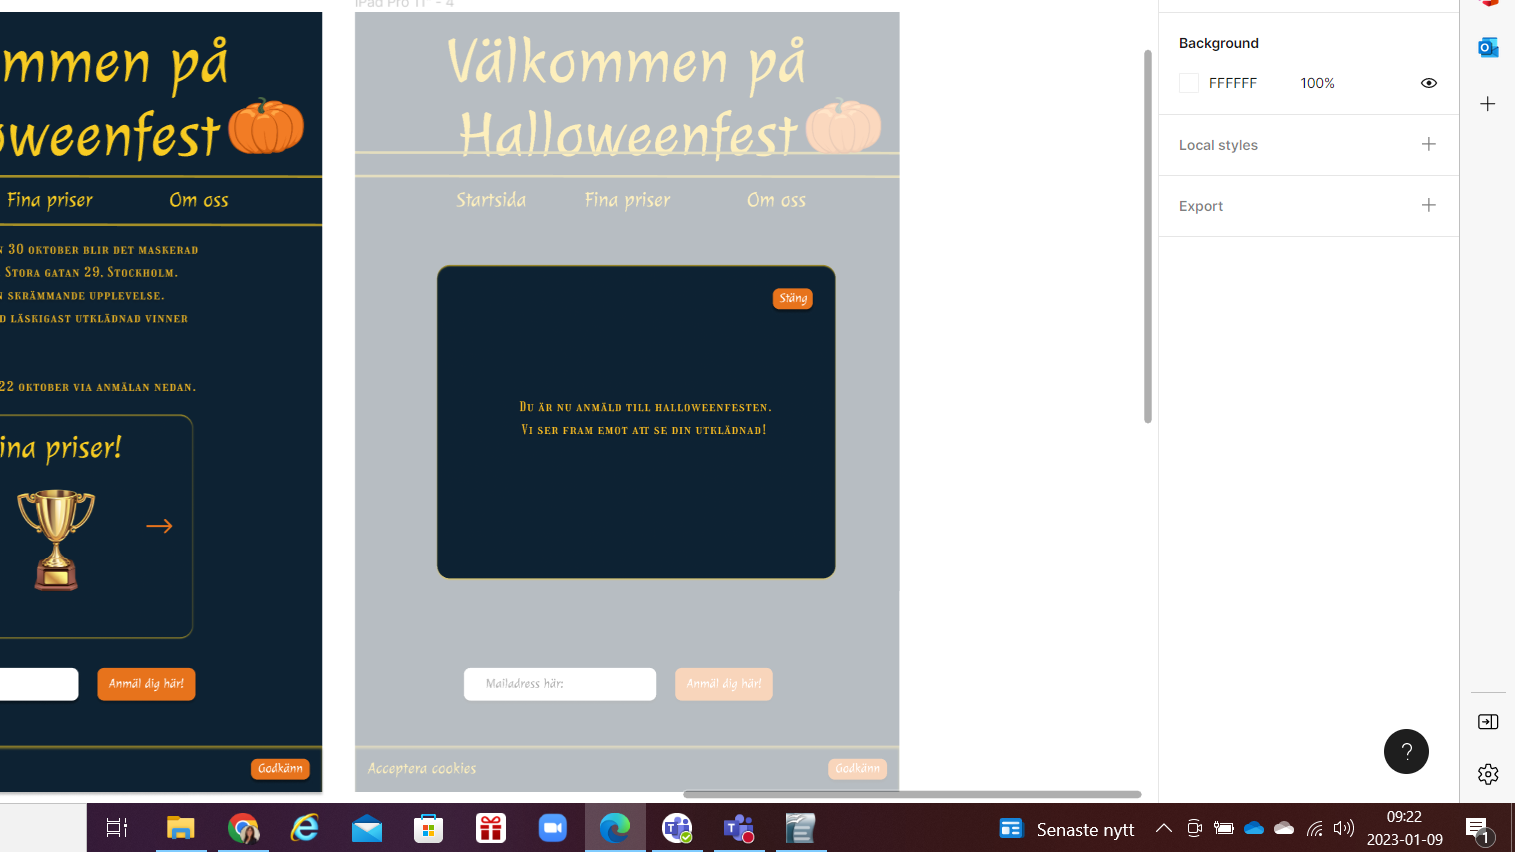 iPad Pro 11" - 4
mmen på
weenfest
Fina priser
Om oss
30 OKTOBER BLIR DET MASKERAD
STORA GATAN 29, STOCKHOLM.
SKRÄMMANDE UPPLEVELSE.
LÄSKIGAST UTKLÄDNAD VINNER
22 OKTOBER VIA ANMÄLAN NEDAN.
ina priser!
Anmäl dig här!
Godkänn
Välkommen på
Halloweenfest
Startsida
Fina priser
Om oss
Stäng
DU ÄR NU ANMÄLD TILL HALLOWEENFESTEN.
VI SER FRAM EMOT ATT SE DIN UTKLÄDNAD!
Mailadress här:
Anmäl dig här!
Acceptera cookies
Godkänn
Background
FFFFFF
100%
Local styles
Export
?
Senaste nytt
09:22
2023-01-09
1